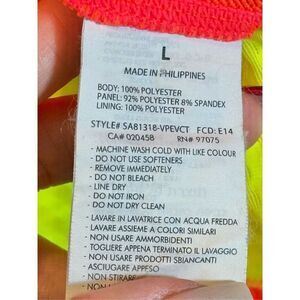 L
MADE IN PHILIPPINES
BODY: 100% POLYESTER
PANEL: 92% POLYESTER 8% SPANDEX
LINING: 100% POLYESTER
STYLE# SA81318-VPEVCT FCD: E14
CA# 020458 RN# 97075
- MACHINE WASH COLD WITH LIKE COLOUR
- DO NOT USE SOFTENERS
- REMOVE IMMEDIATELY
- DO NOT BLEACH
- LINE DRY
- DO NOT IRON
- DO NOT DRY CLEAN
- LAVARE IN LAVATRICE CON ACQUA FREDDA
- LAVARE ASSIEME A COLORI SIMILARI
- NON USARE AMMORBIDENTI
- TOGLIERE APPENA TERMINATO IL LAVAGGIO
- NON USARE PRODOTTI SBIANCANTI
- ASCIUGARE APPESO
- NON STIRARE